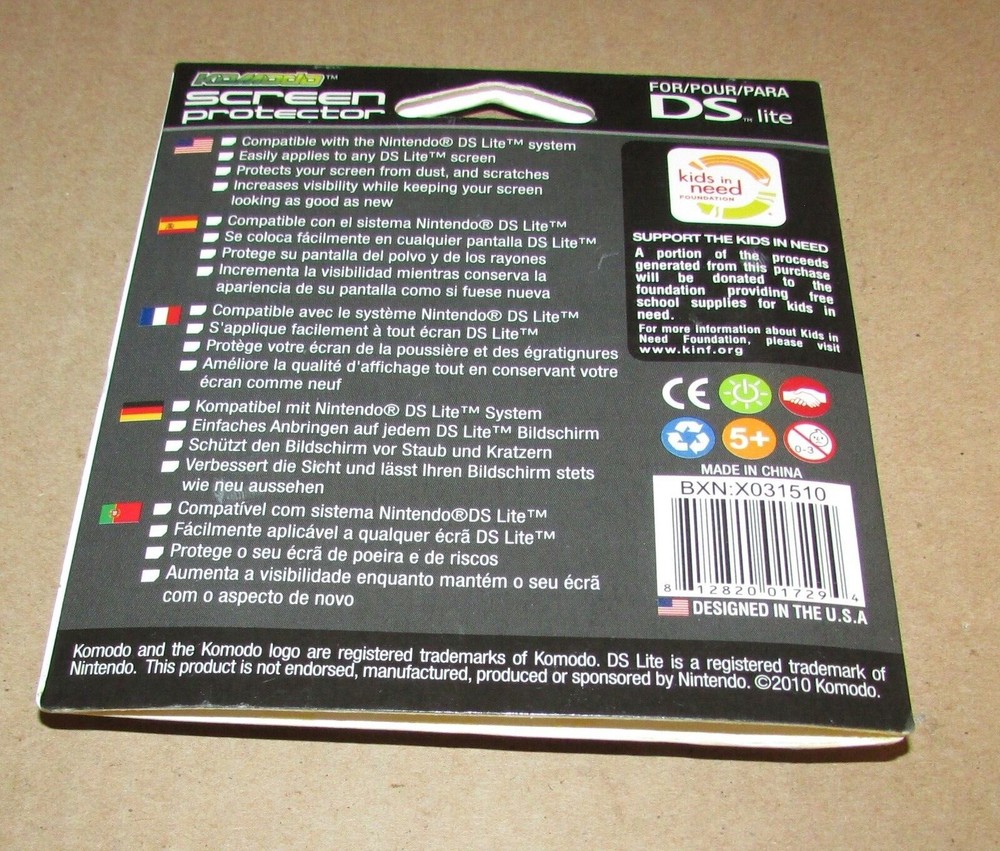 Komodo™
screen
protector
FOR/POUR/PARA
DS™ lite
Compatible with the Nintendo® DS Lite™ system
Easily applies to any DS Lite™ screen
Protects your screen from dust, and scratches
Increases visibility while keeping your screen
looking as good as new
Compatible con el sistema Nintendo® DS Lite™
Se coloca fácilmente en cualquier pantalla DS Lite™
Protege su pantalla del polvo y de los rayones
Incrementa la visibilidad mientras conserva la
apariencia de su pantalla como si fuese nueva
Compatible avec le système Nintendo® DS Lite™
S'applique facilement à tout écran DS Lite™
Protège votre écran de la poussière et des égratignures
Améliore la qualité d'affichage tout en conservant votre
écran comme neuf
Kompatibel mit Nintendo® DS Lite™ System
Einfaches Anbringen auf jedem DS Lite™ Bildschirm
Schützt den Bildschirm vor Staub und Kratzern
Verbessert die Sicht und lässt Ihren Bildschirm stets
wie neu aussehen
Compatível com sistema Nintendo®DS Lite™
Fácilmente aplicável a qualquer écrã DS Lite™
Protege o seu écrã de poeira e de riscos
Aumenta a visibilidade enquanto mantém o seu écrã
com o aspecto de novo
kids in
need
FOUNDATION
SUPPORT THE KIDS IN NEED
A portion of the proceeds
generated from this purchase
will be donated to the
foundation providing free
school supplies for kids in
need.
For more information about Kids in
Need Foundation, please visit
www.kinf.org
CE
5+
0-3
MADE IN CHINA
BXN:X031510
8 12820 01729 4
DESIGNED IN THE U.S.A
Komodo and the Komodo logo are registered trademarks of Komodo. DS Lite is a registered trademark of
Nintendo. This product is not endorsed, manufactured, produced or sponsored by Nintendo. ©2010 Komodo.